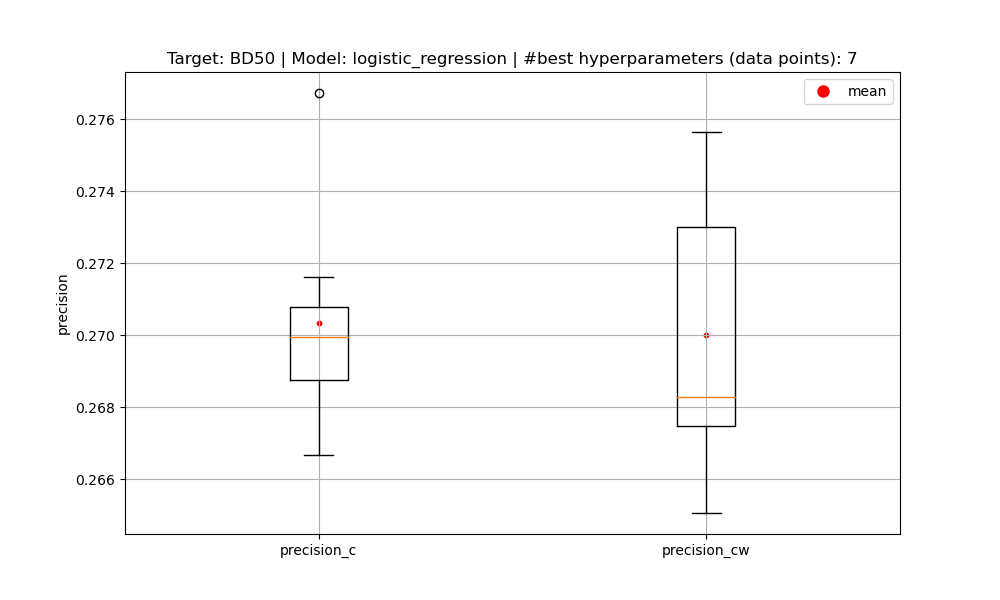 Target: BD50 | Model: logistic_regression | #best hyperparameters (data points): 7
mean
0.276
0.274
0.272
0.270
0.268
0.266
precision
precision_c
precision_cw